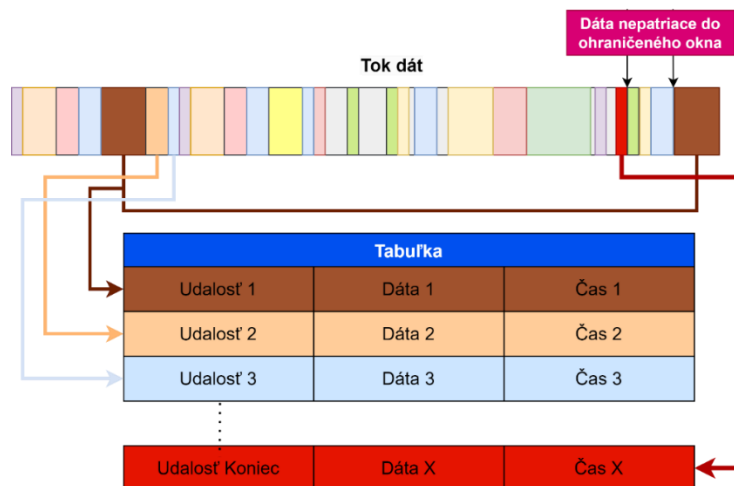 Dáta nepatriace do
ohraničeného okna
Tok dát
Tabuľka
Udalosť 1 Dáta 1 Čas 1
Udalosť 2 Dáta 2 Čas 2
Udalosť 3 Dáta 3 Čas 3
Udalosť Koniec Dáta X Čas X